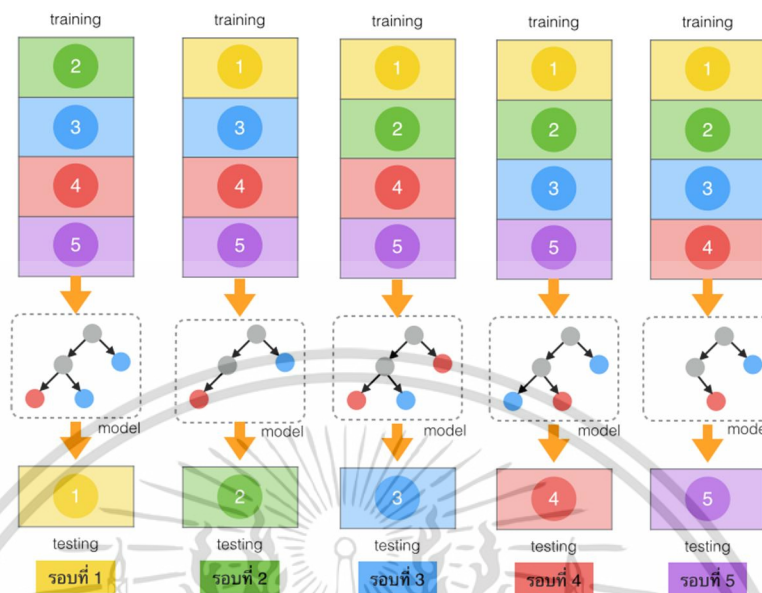 training training training training training
2 1 1 1 1
3 3 2 2 2
4 4 4 3 3
5 5 5 5 4
model model model model mode
1 2 3 4 5
testing testing testing testing testing
รอบที่ 1 รอบที่ 2 รอบที่ 3 รอบที่ 4 รอบที่ 5